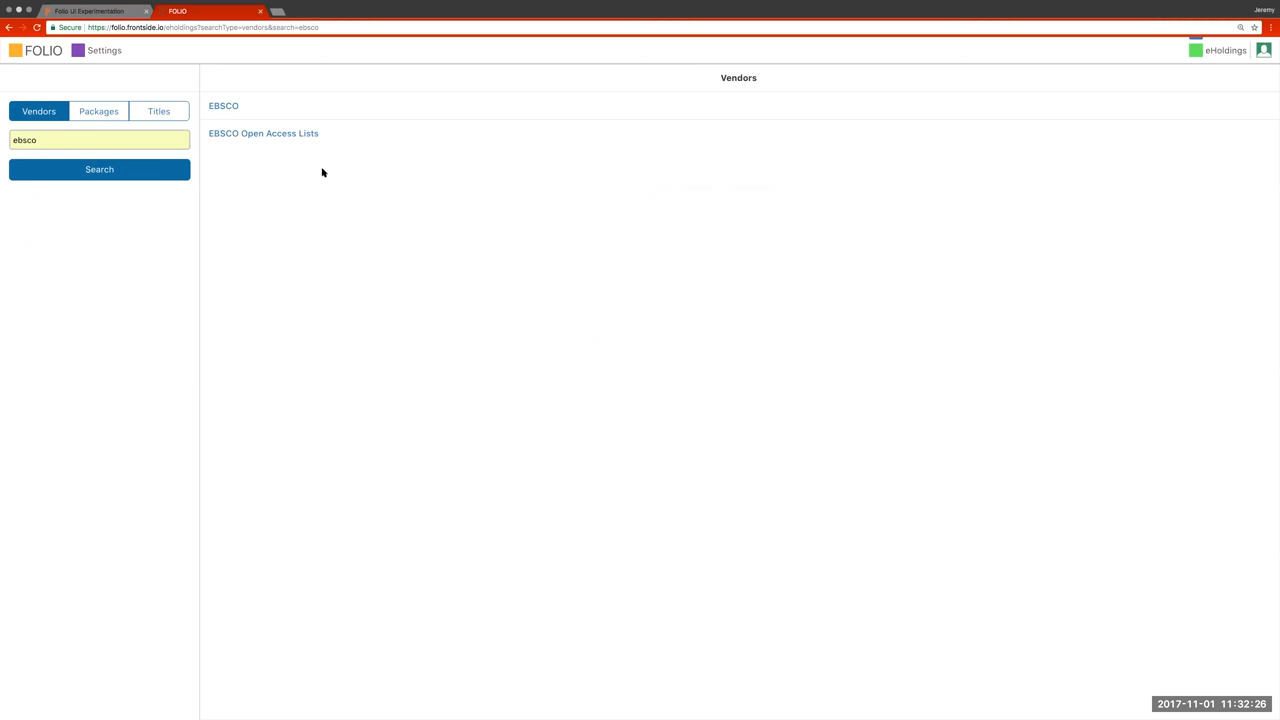 Folio UI Experimentation
FOLIO
Jeremy
Secure
https://folio.frontside.io/eholdings?searchType=vendors&search=ebsco
FOLIO
Settings
eHoldings
Vendors
Packages
Titles
ebsco
Search
Vendors
EBSCO
EBSCO Open Access Lists
2017-11-01 11:32:26